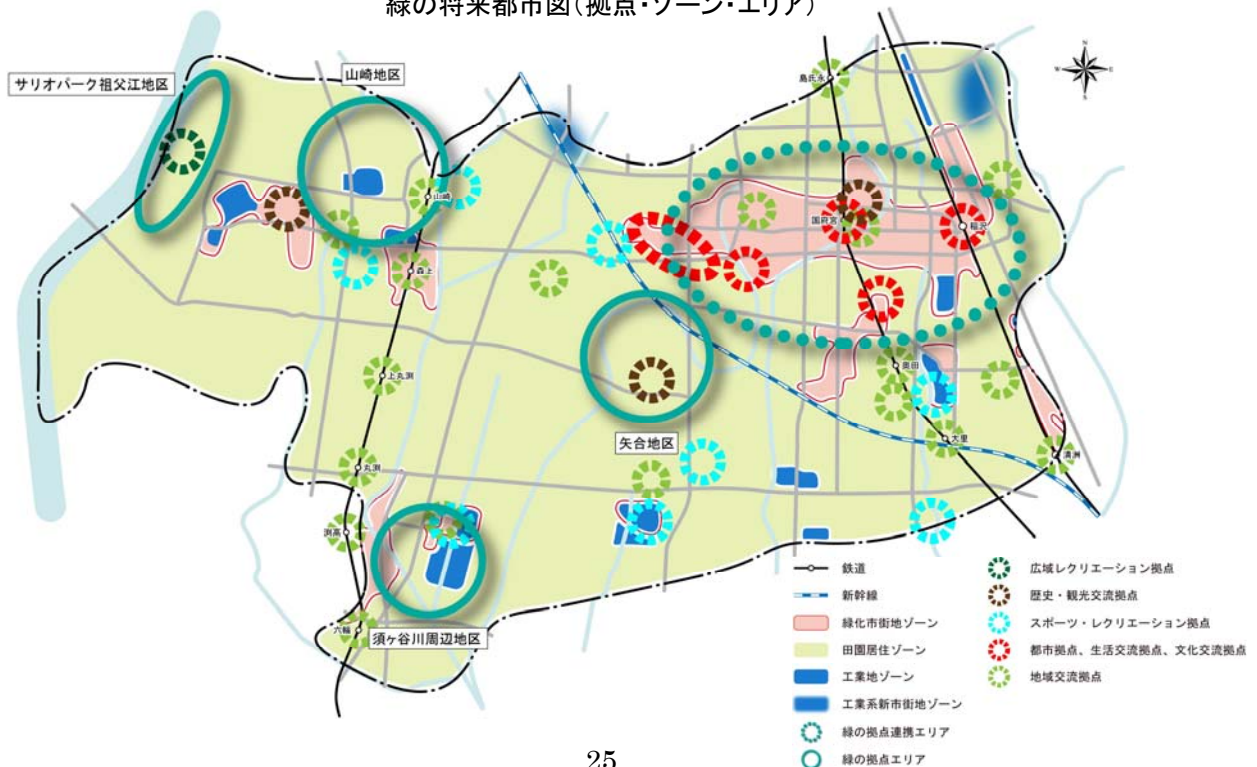 緑の将来都市図(拠点・ゾーン・エリア)
サリオパーク祖父江地区
山崎地区
N
W
E
S
島氏永
山崎
国府宮
稲沢
森上
上丸渕
奥田
矢合地区
大里
清洲
丸渕
渕高
六輪
須ヶ谷川周辺地区
鉄道
新幹線
緑化市街地ゾーン
田園居住ゾーン
工業地ゾーン
工業系新市街地ゾーン
緑の拠点連携エリア
緑の拠点エリア
広域レクリエーション拠点
歴史・観光交流拠点
スポーツ・レクリエーション拠点
都市拠点、生活交流拠点、文化交流拠点
地域交流拠点
25